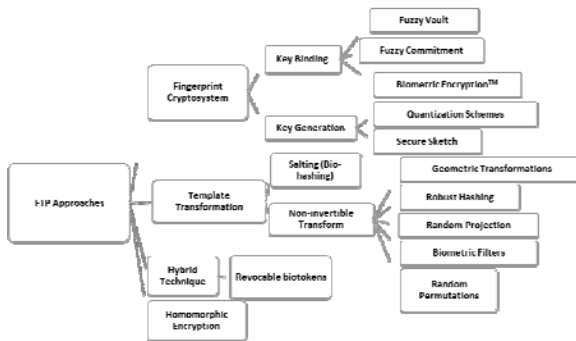 Fuzzy Vault
Fuzzy Commitment
Key Binding
Biometric Encryption™
Fingerprint
Cryptosystem
Quantization Schemes
Key Generation
Secure Sketch
Salting (Bio-
hashing)
Geometric Transformations
FTP Approaches
Template
Transformation
Robust Hashing
Non-invertible
Transform
Random Projection
Biometric Filters
Hybrid
Technique
Revocable biotokens
Random
Permutations
Homomorphic
Encryption